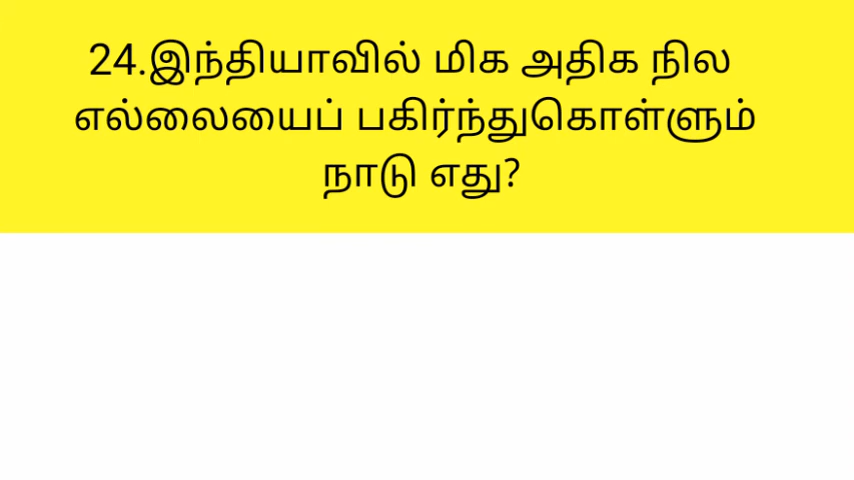 24.இந்தியாவில் மிக அதிக நில
எல்லையைப் பகிர்ந்துகொள்ளும்
நாடு எது?